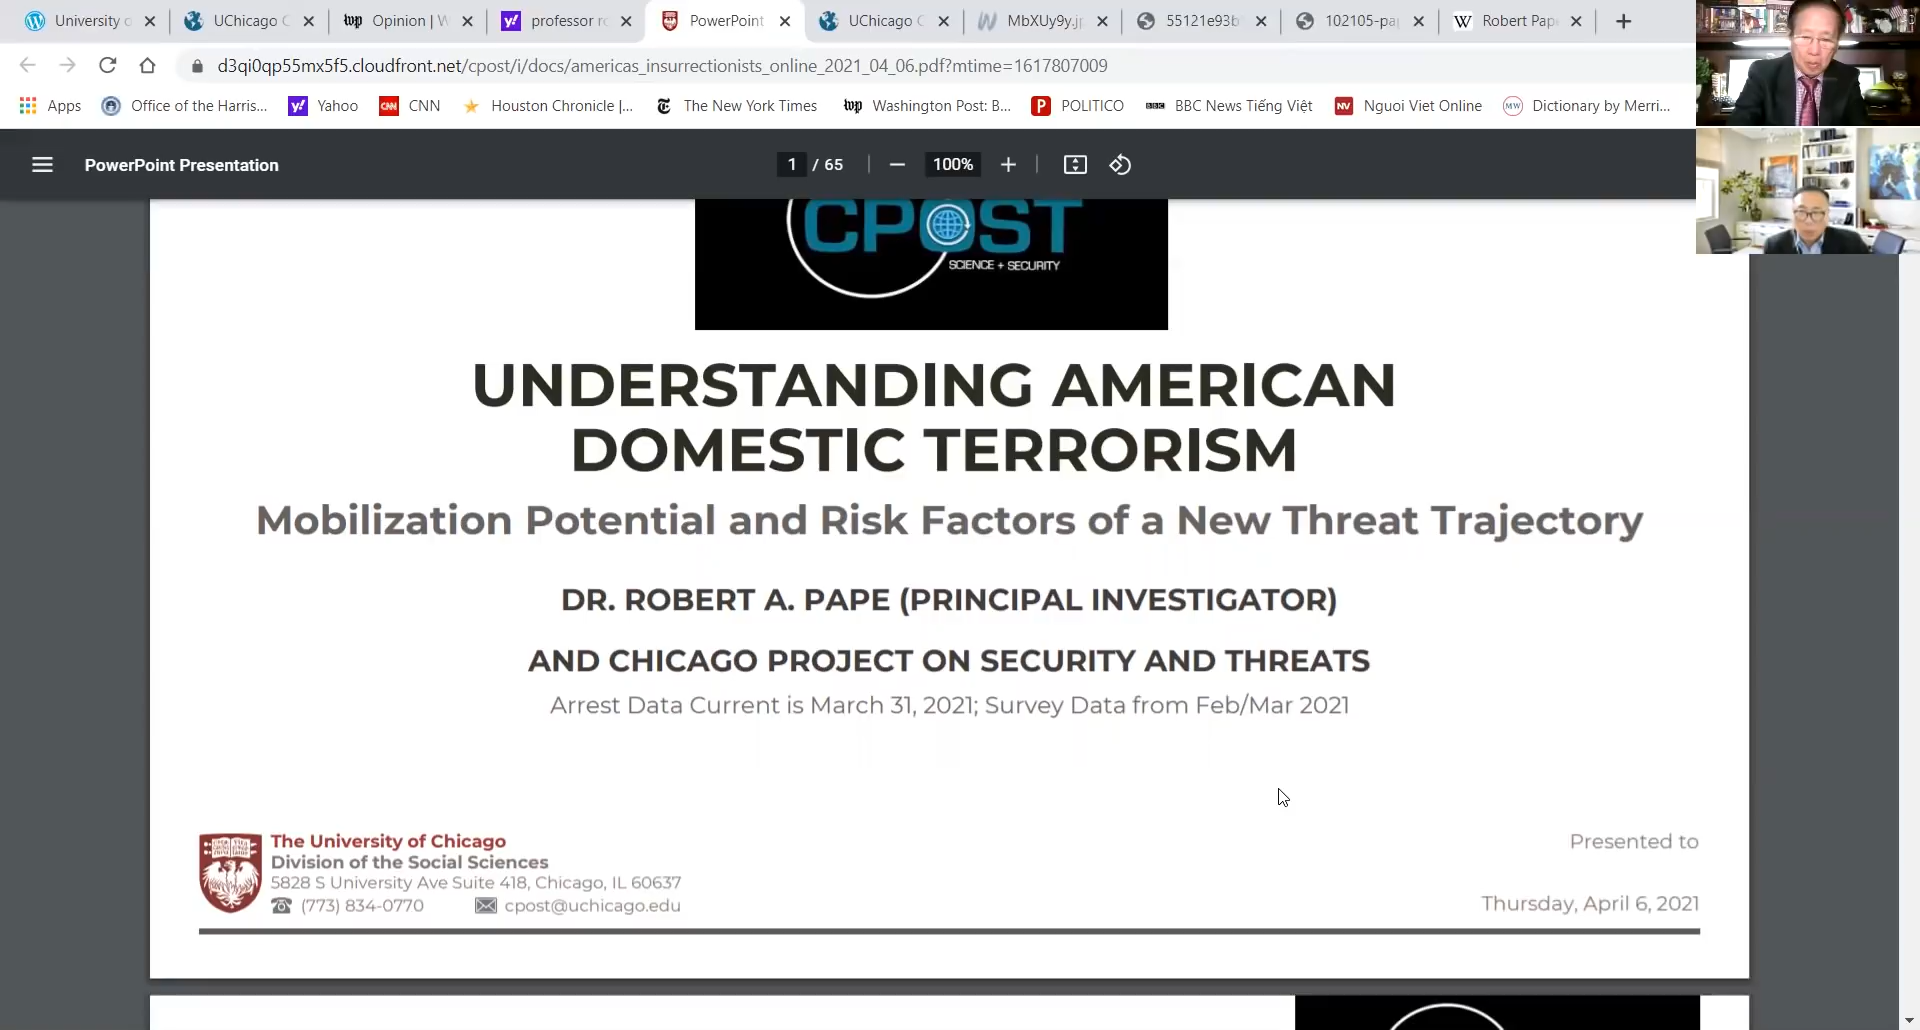 University o
UChicago C
Opinion | W
professor ro
PowerPoint
UChicago C
MbXUy9y.jp
55121e93b
102105-pap
Robert Pape
d3qi0qp55mx5f5.cloudfront.net/cpost/i/docs/americas_insurrectionists_online_2021_04_06.pdf?mtime=1617807009
Apps
Office of the Harris...
Yahoo
CNN
Houston Chronicle |...
The New York Times
Washington Post: B...
POLITICO
BBC News Tiếng Việt
Nguoi Viet Online
Dictionary by Merri...
PowerPoint Presentation
1 / 65
100%
CPOST
SCIENCE + SECURITY
UNDERSTANDING AMERICAN
DOMESTIC TERRORISM
Mobilization Potential and Risk Factors of a New Threat Trajectory
DR. ROBERT A. PAPE (PRINCIPAL INVESTIGATOR)
AND CHICAGO PROJECT ON SECURITY AND THREATS
Arrest Data Current is March 31, 2021; Survey Data from Feb/Mar 2021
The University of Chicago
Division of the Social Sciences
5828 S University Ave Suite 418, Chicago, IL 60637
(773) 834-0770 cpost@uchicago.edu
Presented to
Thursday, April 6, 2021